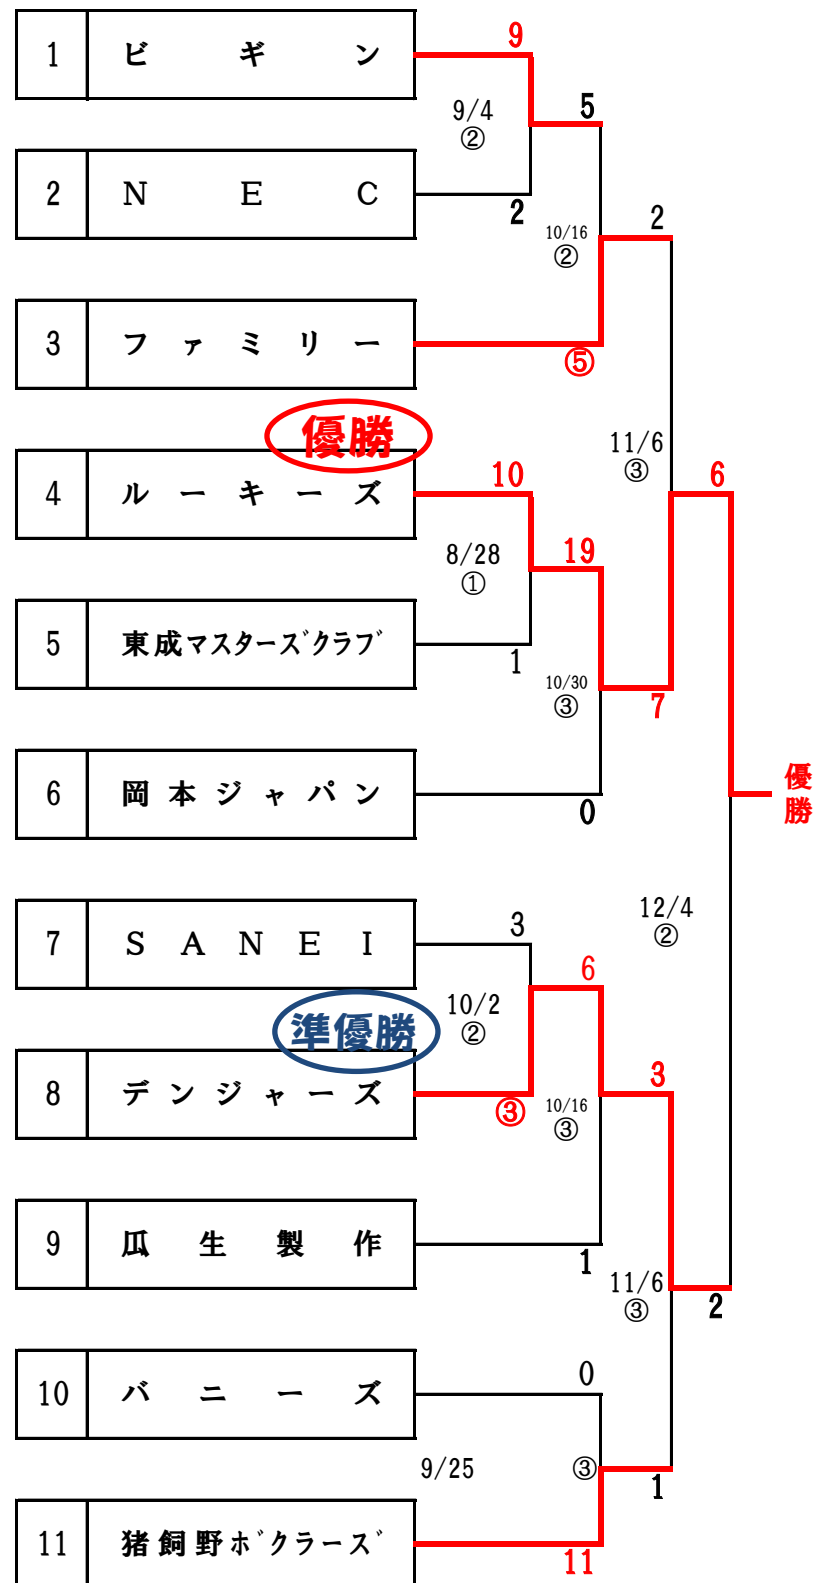 9
1 ビギン
5
9/4
②
2 NEC
2
2
10/16
②
3 ファミリー
⑤
優勝
11/6
③
10
6
4 ルーキーズ
19
8/28
①
5 東成マスターズクラブ
1
10/30
③
7
6 岡本ジャパン
0
優勝
12/4
②
3
7 SANEI
6
10/2
②
準優勝
3
8 デンジャーズ
③
10/16
③
9 瓜生製作
1
11/6
③
2
0
10 バニーズ
9/25
③
1
11 猪飼野ボクラーズ
11